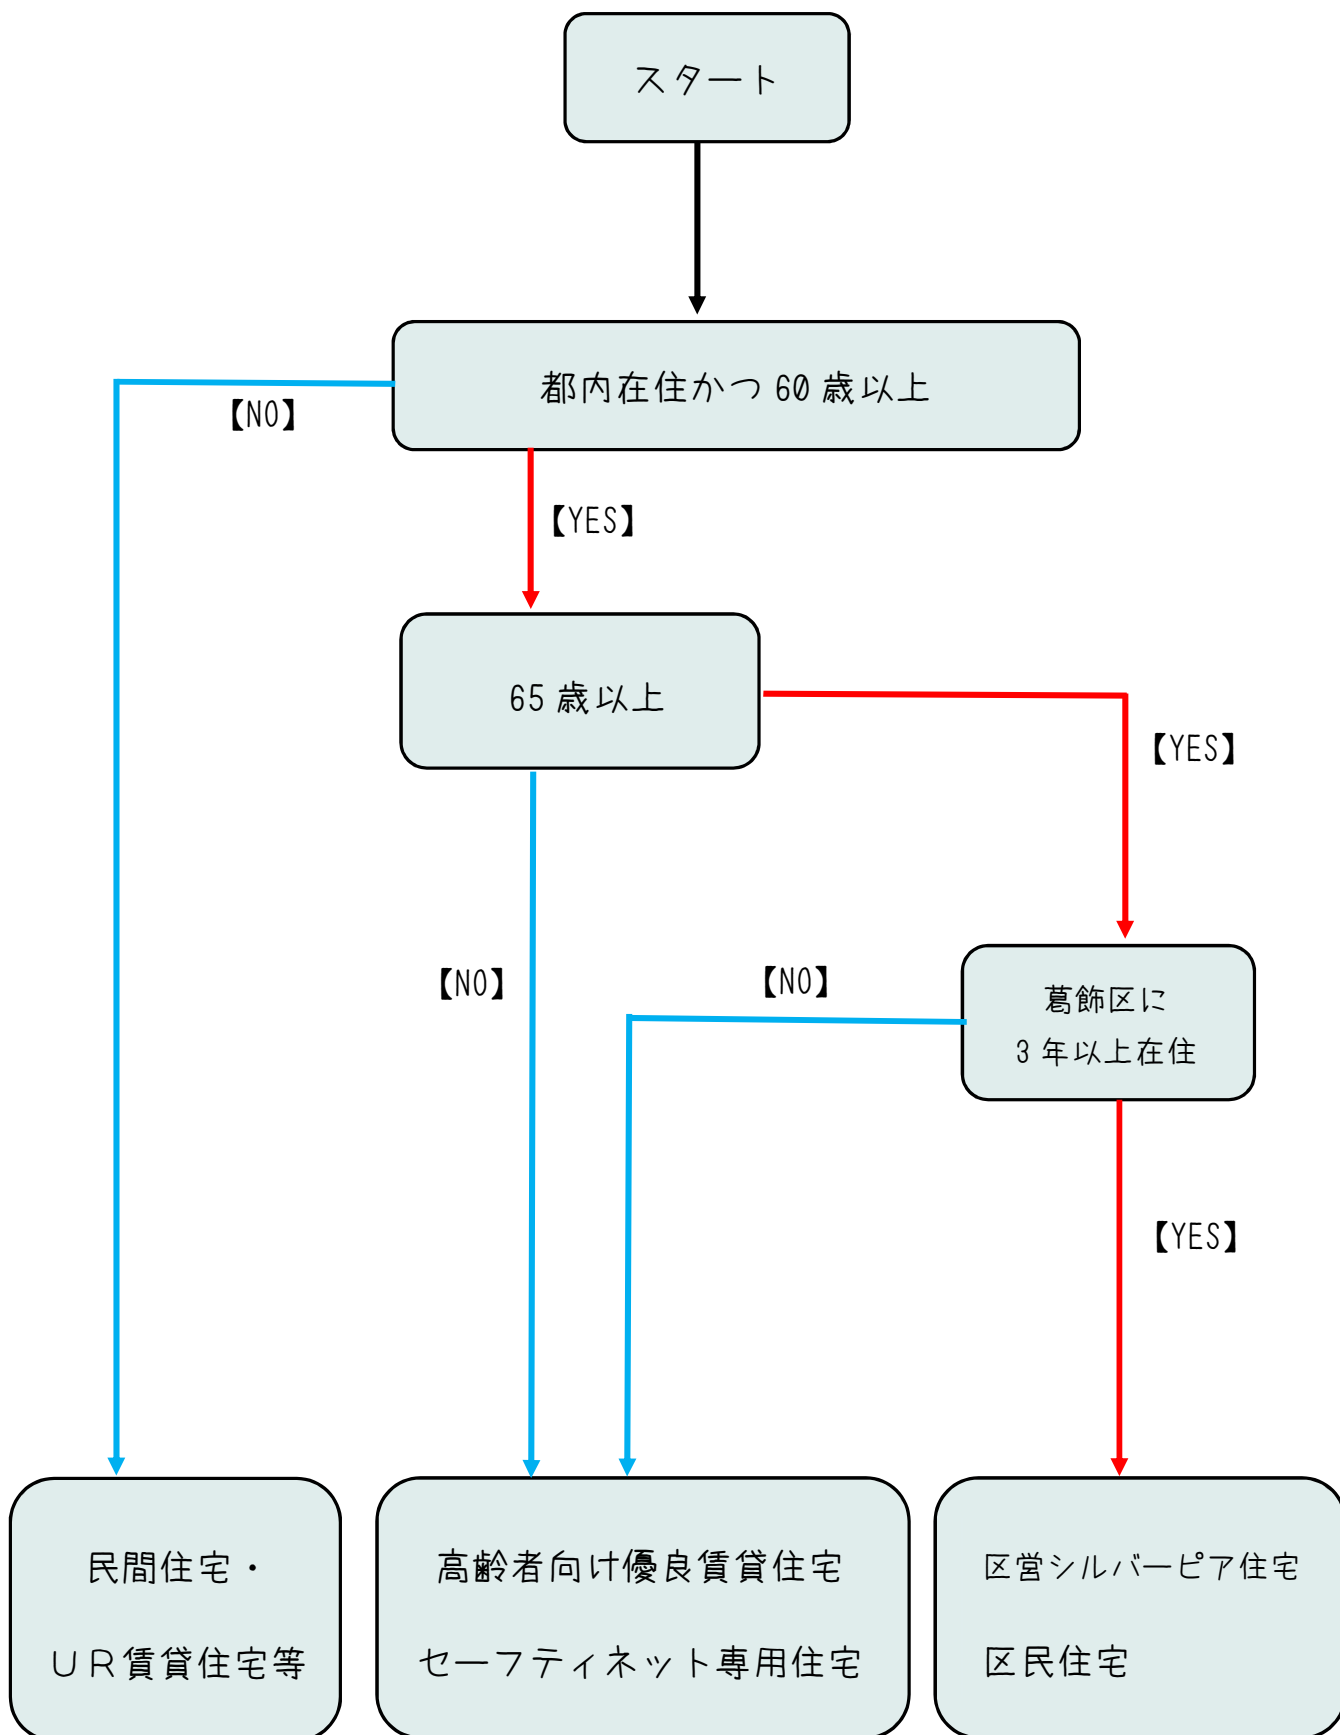 スタート
都内在住かつ60歳以上
【NO】
【YES】
65歳以上
【YES】
【NO】
【NO】
葛飾区に
3年以上在住
【YES】
民間住宅・
UR賃貸住宅等
高齢者向け優良賃貸住宅
セーフティネット専用住宅
区営シルバーピア住宅
区民住宅